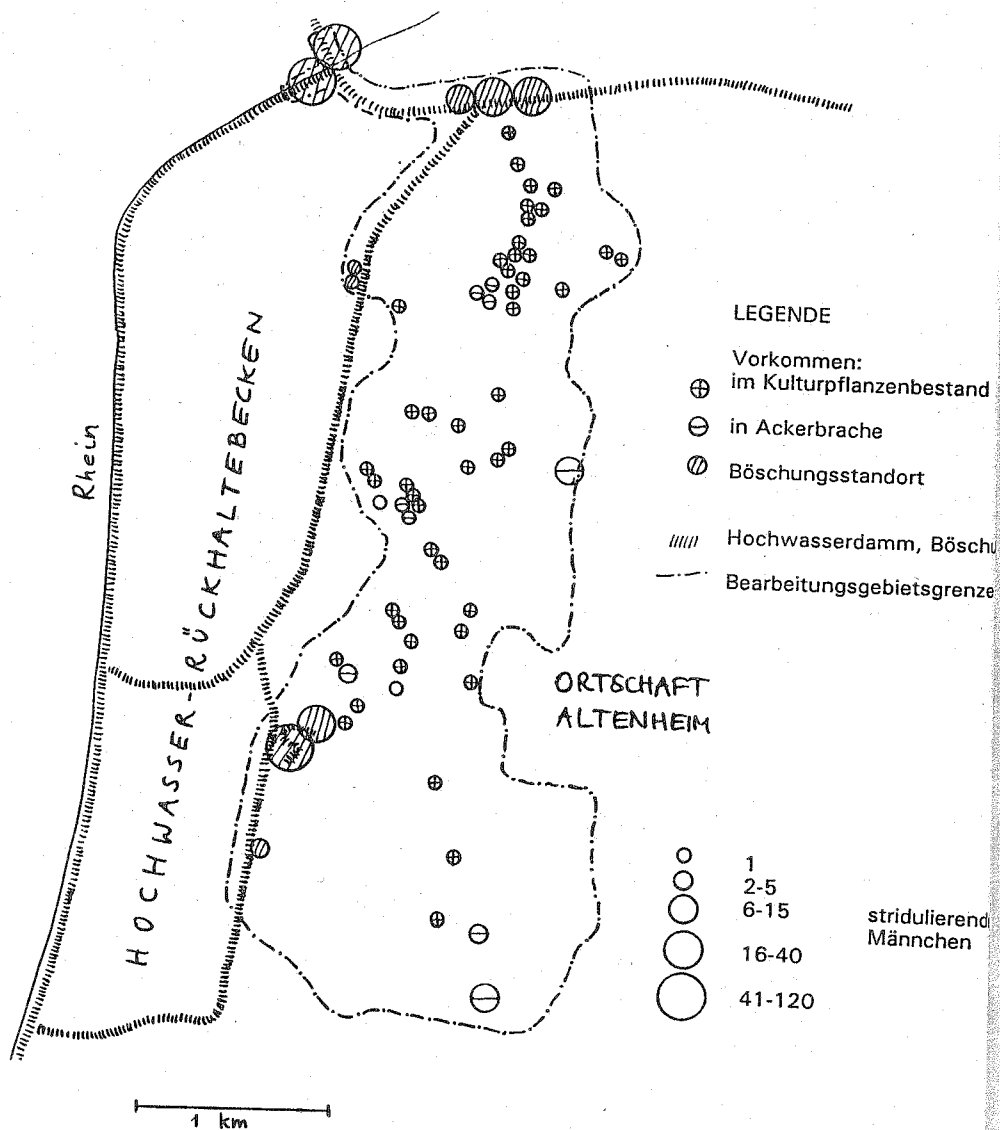 Rhein
HOCHWASSER-RÜCKHALTEBECKEN
LEGENDE
Vorkommen:
im Kulturpflanzenbestand
in Ackerbrache
Böschungsstandort
Hochwasserdamm, Böschu
Bearbeitungsgebietsgrenze
ORTSCHAFT
ALTENHEIM
1
2-5
6-15
16-40
41-120
stridulierend
Männchen
1 km